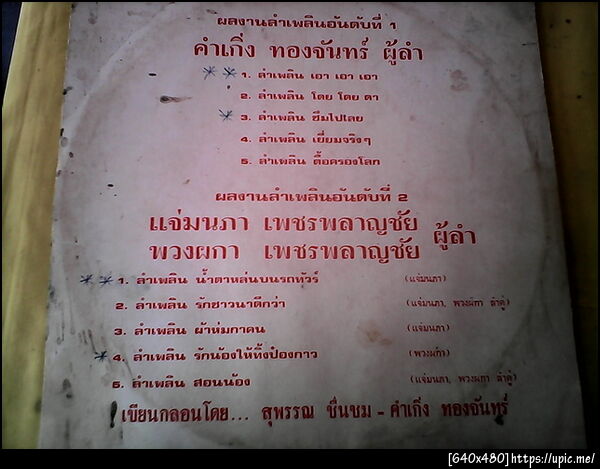 ผลงานลำเพลินอันดับที่ 1
คำเกิ่ง ทองจันทร์ ผู้ลำ
* * 1. ลำเพลิน เอา เอา เอา
2. ลำเพลิน โดย โดย ดา
* 3. ลำเพลิน ซึมไปเลย
4. ลำเพลิน เยี่ยมจริงๆ
5. ลำเพลิน ตื้อครองโลก
ผลงานลำเพลินอันดับที่ 2
แจ่มนภา เพชรพลาญชัย
พวงผกา เพชรพลาญชัย ผู้ลำ
* * 1. ลำเพลิน น้ำตาหล่นบนรถทัวร์ (แจ่มนภา)
2. ลำเพลิน รักชาวนาดีกว่า (แจ่มนภา, พวงผกา ลำคู่)
3. ลำเพลิน ผ้าห่มกาดน (แจ่มนภา)
* 4. ลำเพลิน รักน้องให้ทิ้งป๋องกาว (พวงผกา)
5. ลำเพลิน สอนน้อง (แจ่มนภา, พวงผกา ลำคู่)
เขียนกลอนโดย... สุพรรณ ชื่นชม - คำเกิ่ง ทองจันทร์
[640x480]https://upic.me/